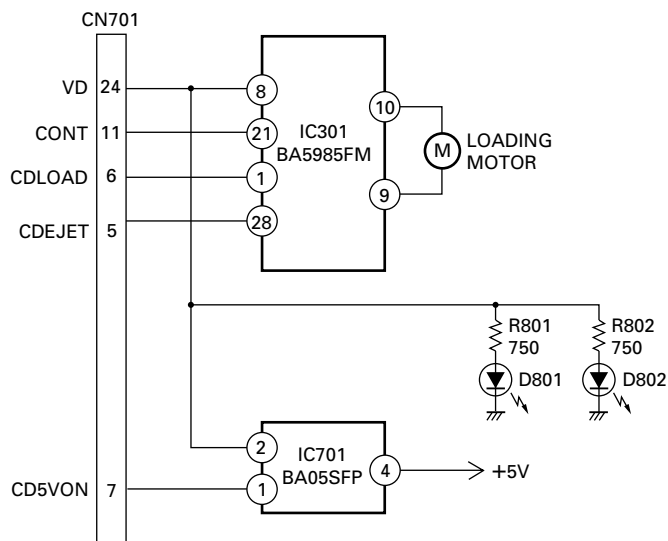 CN701
VD 24 8
CONT 11 21
CDLOAD 6 1
CDEJET 5 28
IC301
BA5985FM
10
9
M
LOADING
MOTOR
R801
750
D801
R802
750
D802
CD5VON 7
2
1
IC701
BA05SFP
4
+5V